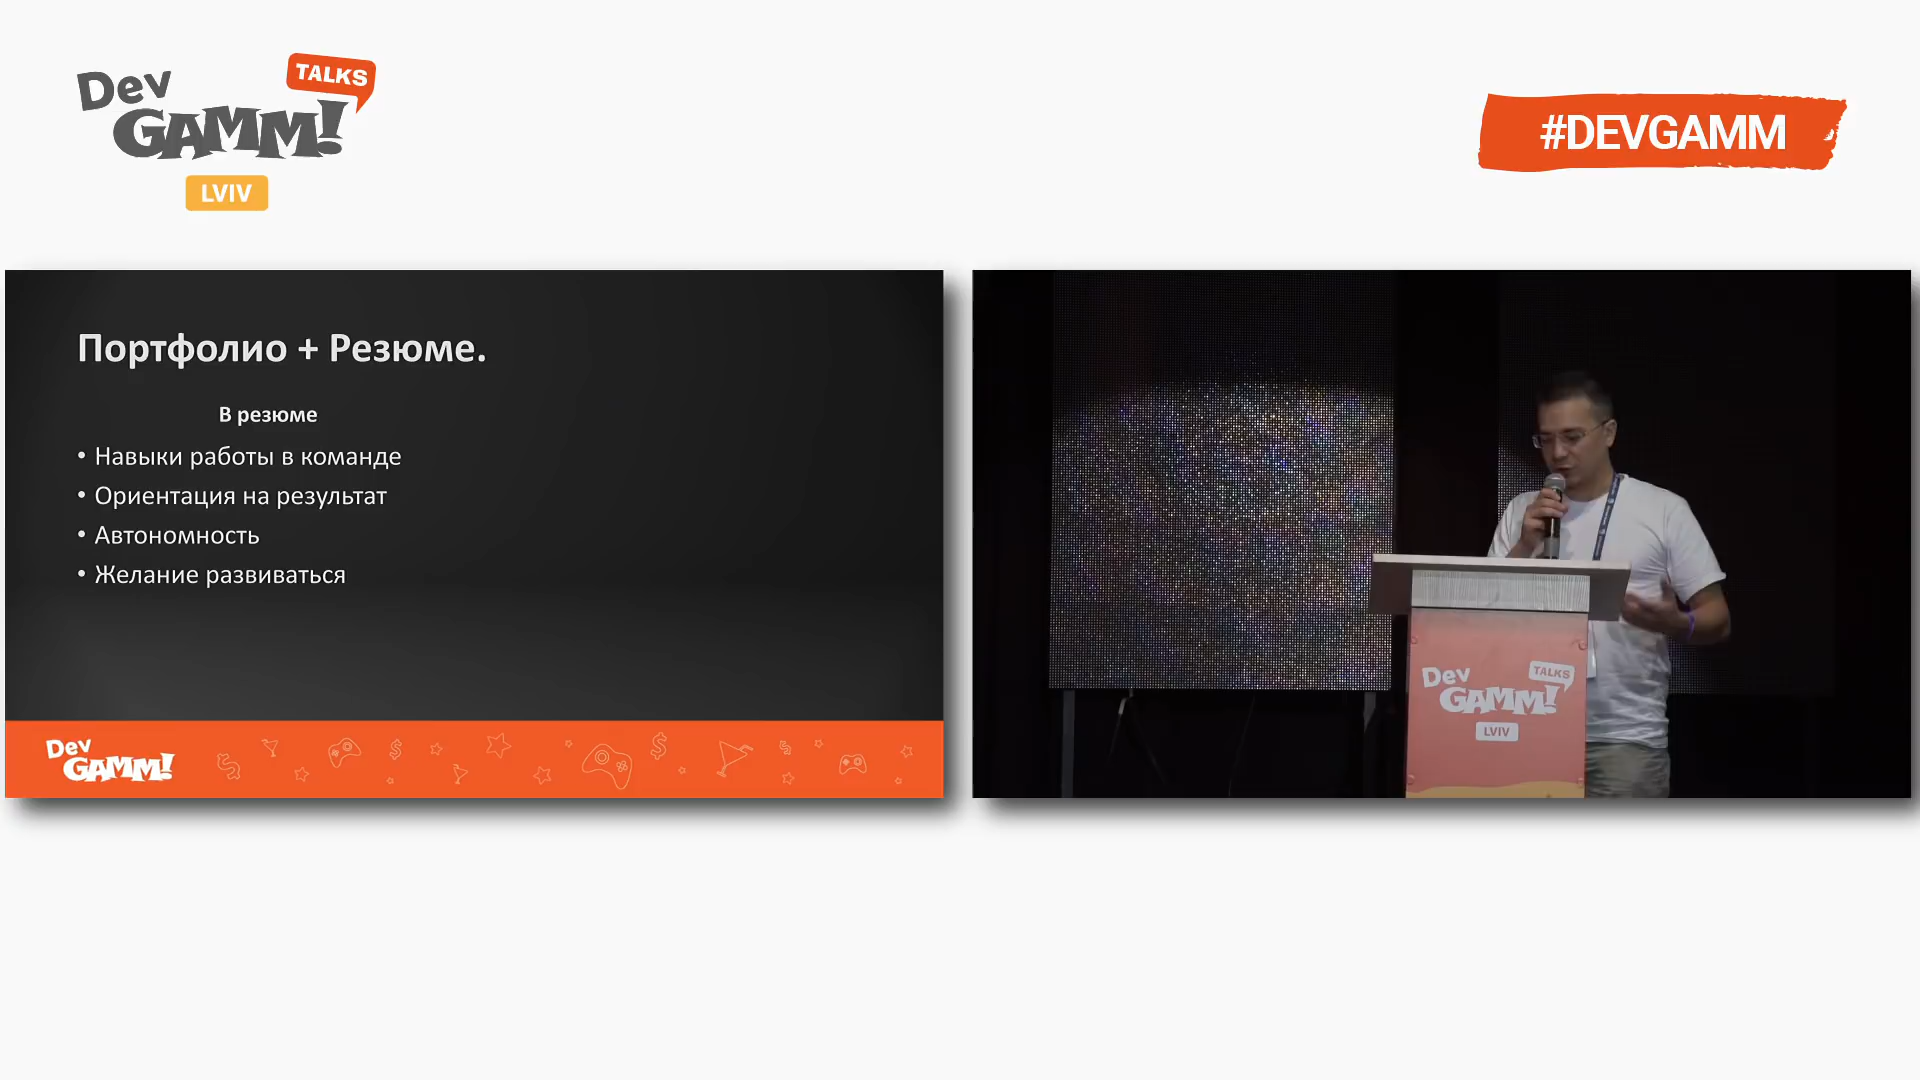 Dev
GAMM!
TALKS
LVIV
#DEVGAMM
Портфолио + Резюме.
В резюме
• Навыки работы в команде
• Ориентация на результат
• Автономность
• Желание развиваться
Dev
GAMM!
Dev
GAMM!
TALKS
LVIV